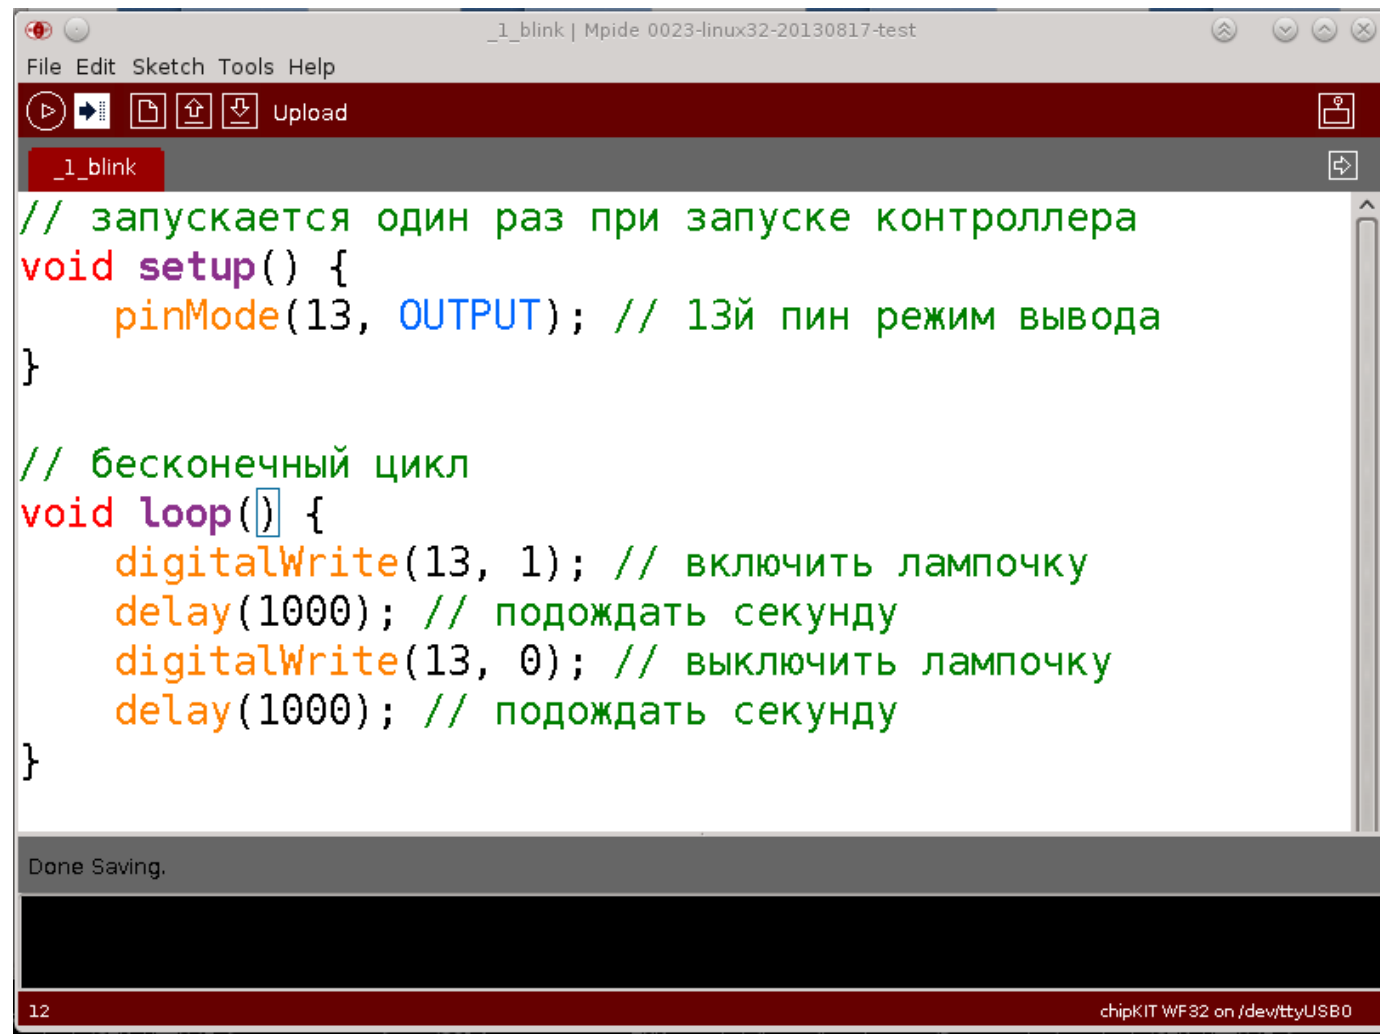 _1_blink | Mpide 0023-linux32-20130817-test
File Edit Sketch Tools Help
Upload
_1_blink
// запускается один раз при запуске контроллера
void setup() {
    pinMode(13, OUTPUT); // 13й пин режим вывода
}
// бесконечный цикл
void loop() {
    digitalWrite(13, 1); // включить лампочку
    delay(1000); // подождать секунду
    digitalWrite(13, 0); // выключить лампочку
    delay(1000); // подождать секунду
}
Done Saving.
12
chipKIT WF32 on /dev/ttyUSB0